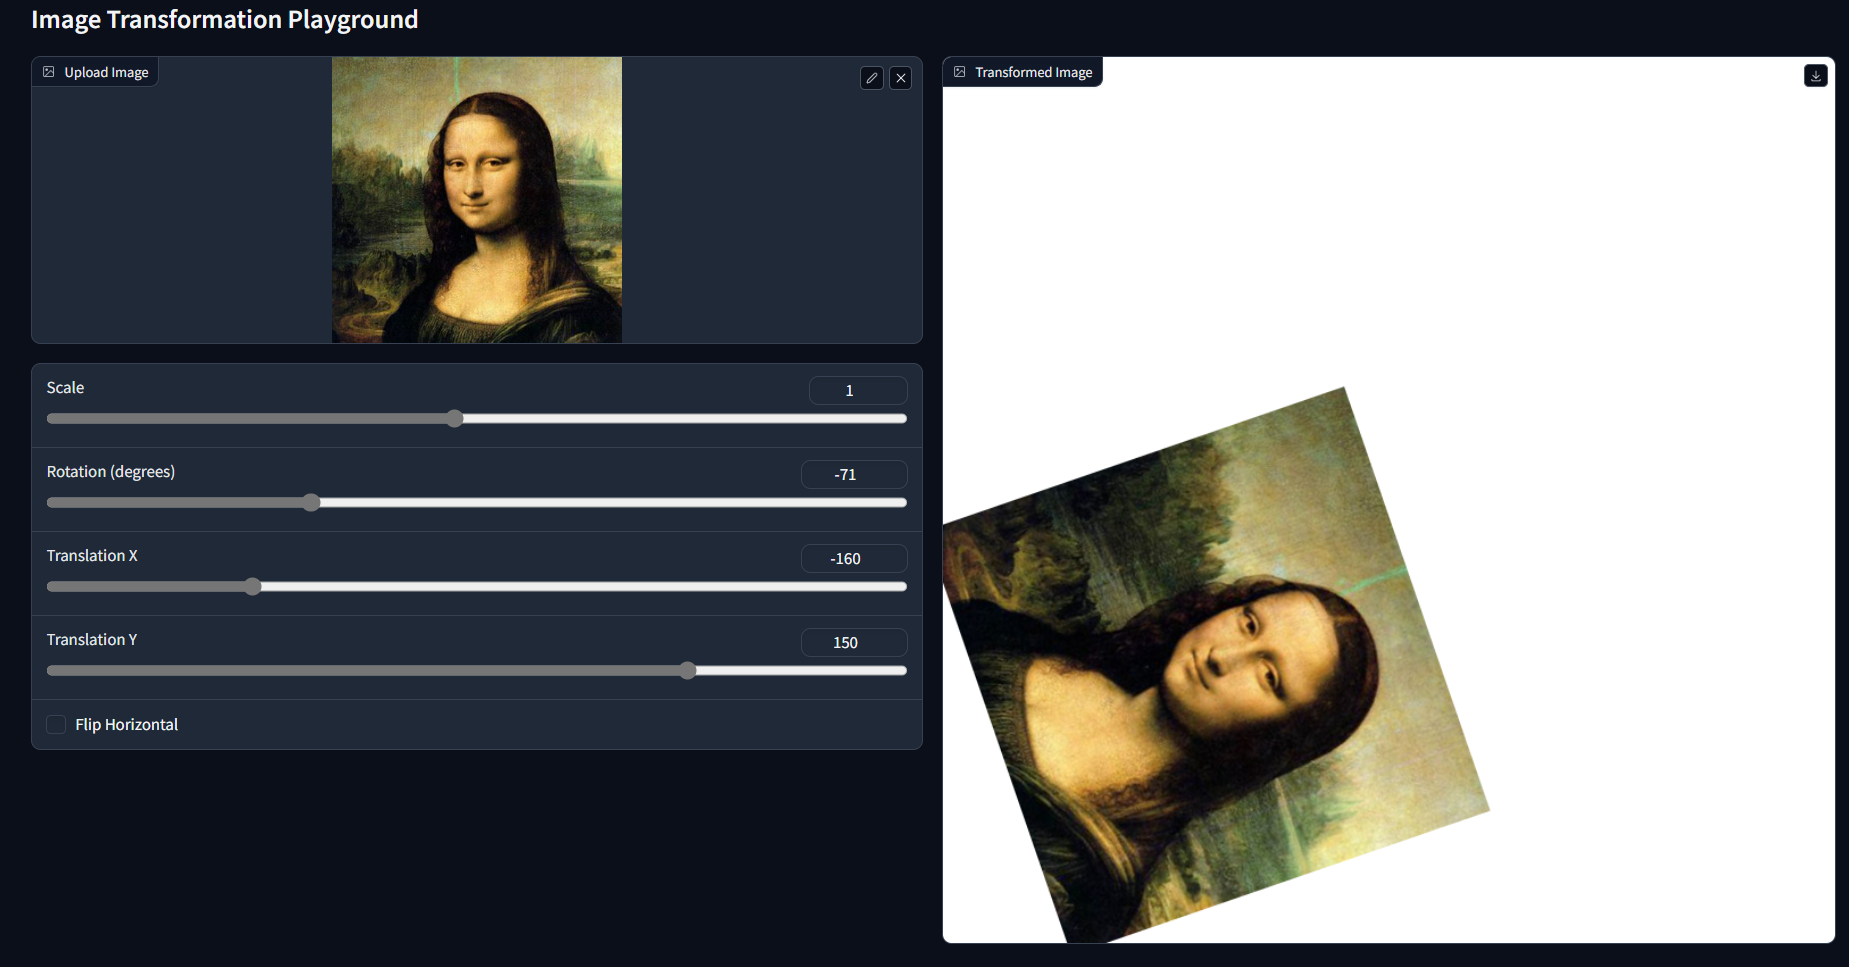 Image Transformation Playground
Upload Image
Transformed Image
Scale
1
Rotation (degrees)
-71
Translation X
-160
Translation Y
150
Flip Horizontal